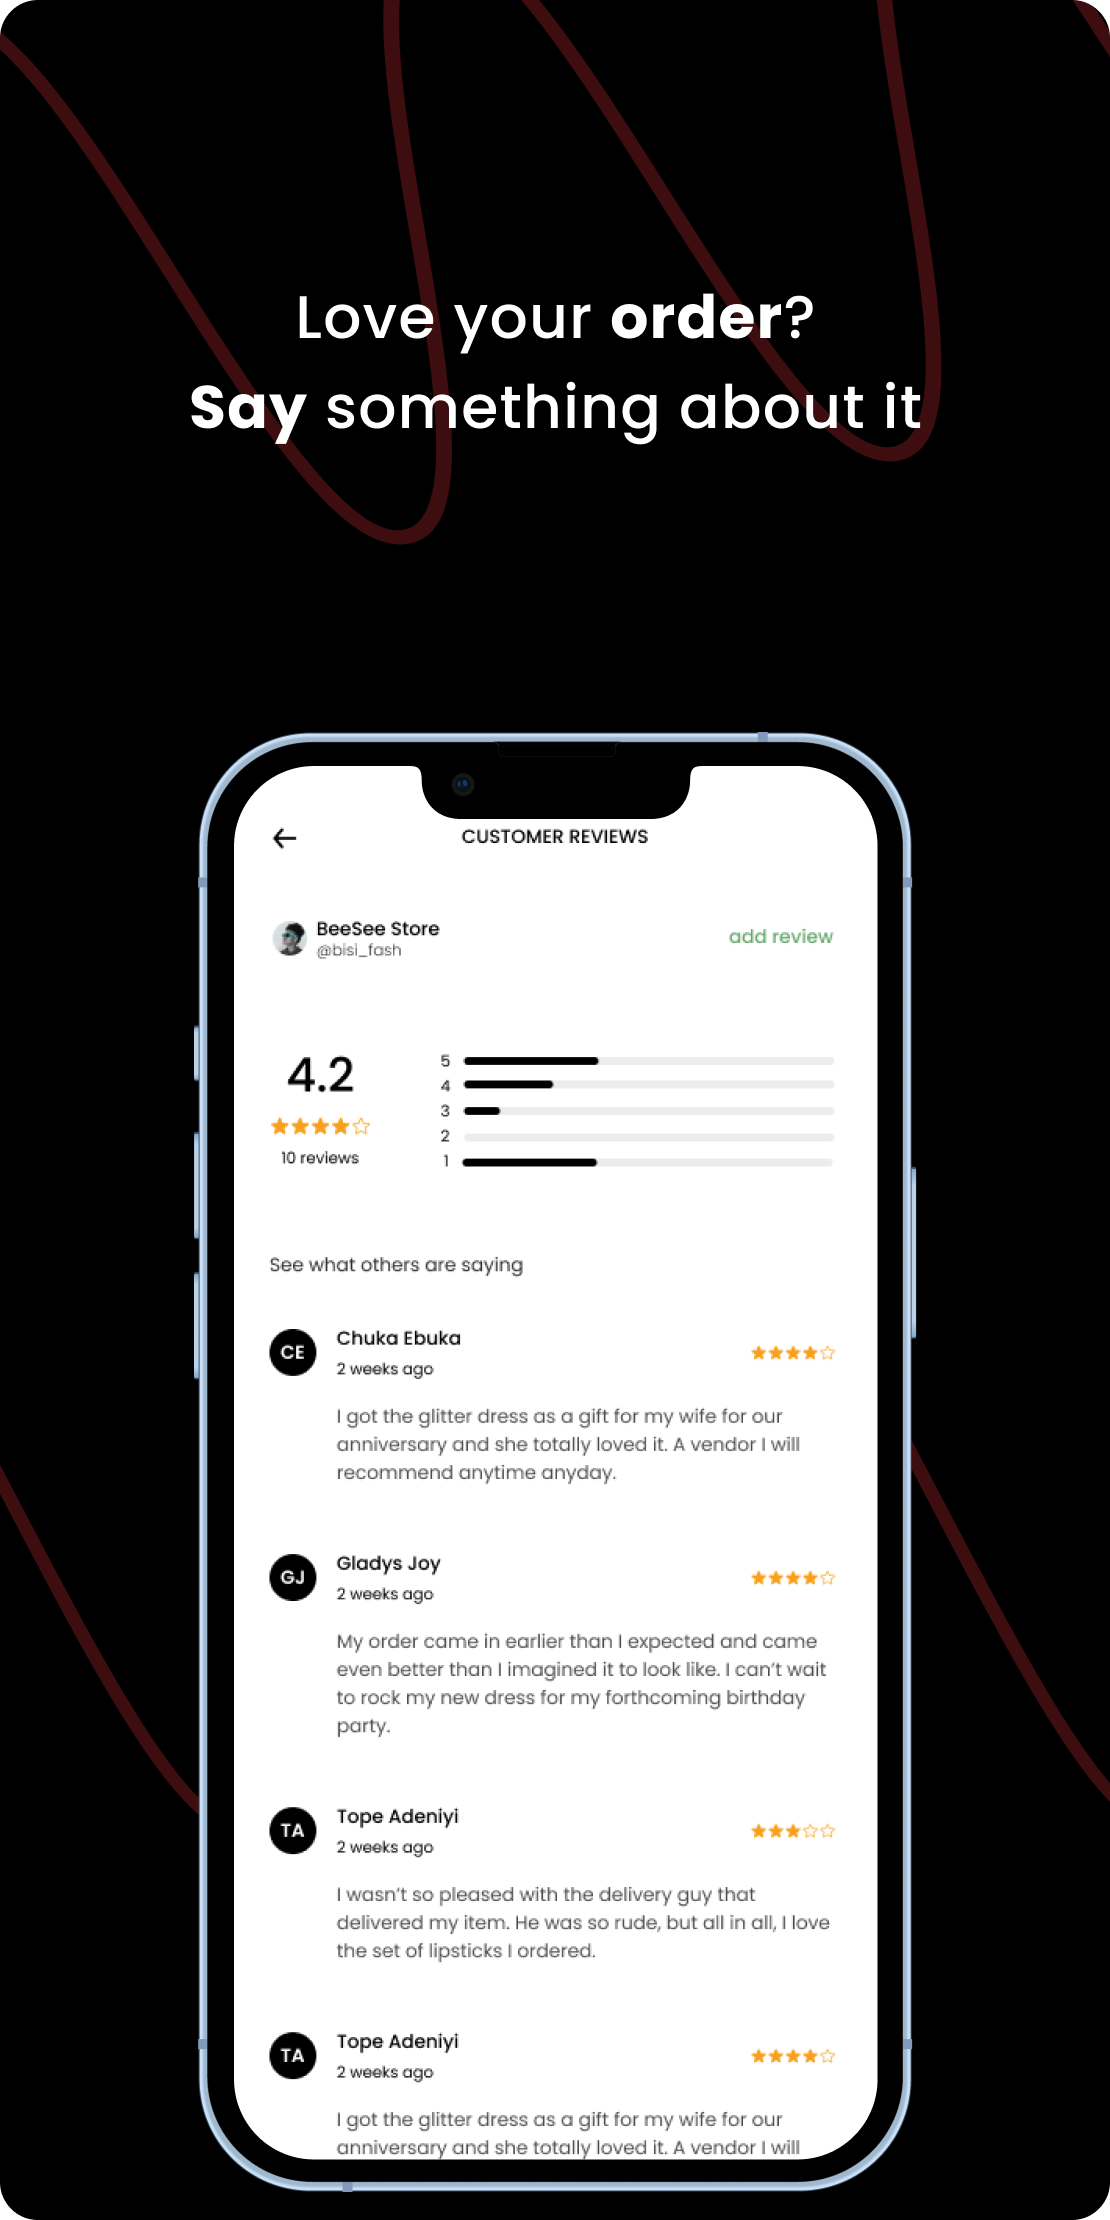 Love your order?
Say something about it
CUSTOMER REVIEWS
BeeSee Store
@bisi_fash
add review
4.2
10 reviews
5
4
3
2
1
See what others are saying
CE
Chuka Ebuka
2 weeks ago
I got the glitter dress as a gift for my wife for our
anniversary and she totally loved it. A vendor I will
recommend anytime anyday.
GJ
Gladys Joy
2 weeks ago
My order came in earlier than I expected and came
even better than I imagined it to look like. I can't wait
to rock my new dress for my forthcoming birthday
party.
TA
Tope Adeniyi
2 weeks ago
I wasn't so pleased with the delivery guy that
delivered my item. He was so rude, but all in all, I love
the set of lipsticks I ordered.
TA
Tope Adeniyi
2 weeks ago
I got the glitter dress as a gift for my wife for our
anniversary and she totally loved it. A vendor I will